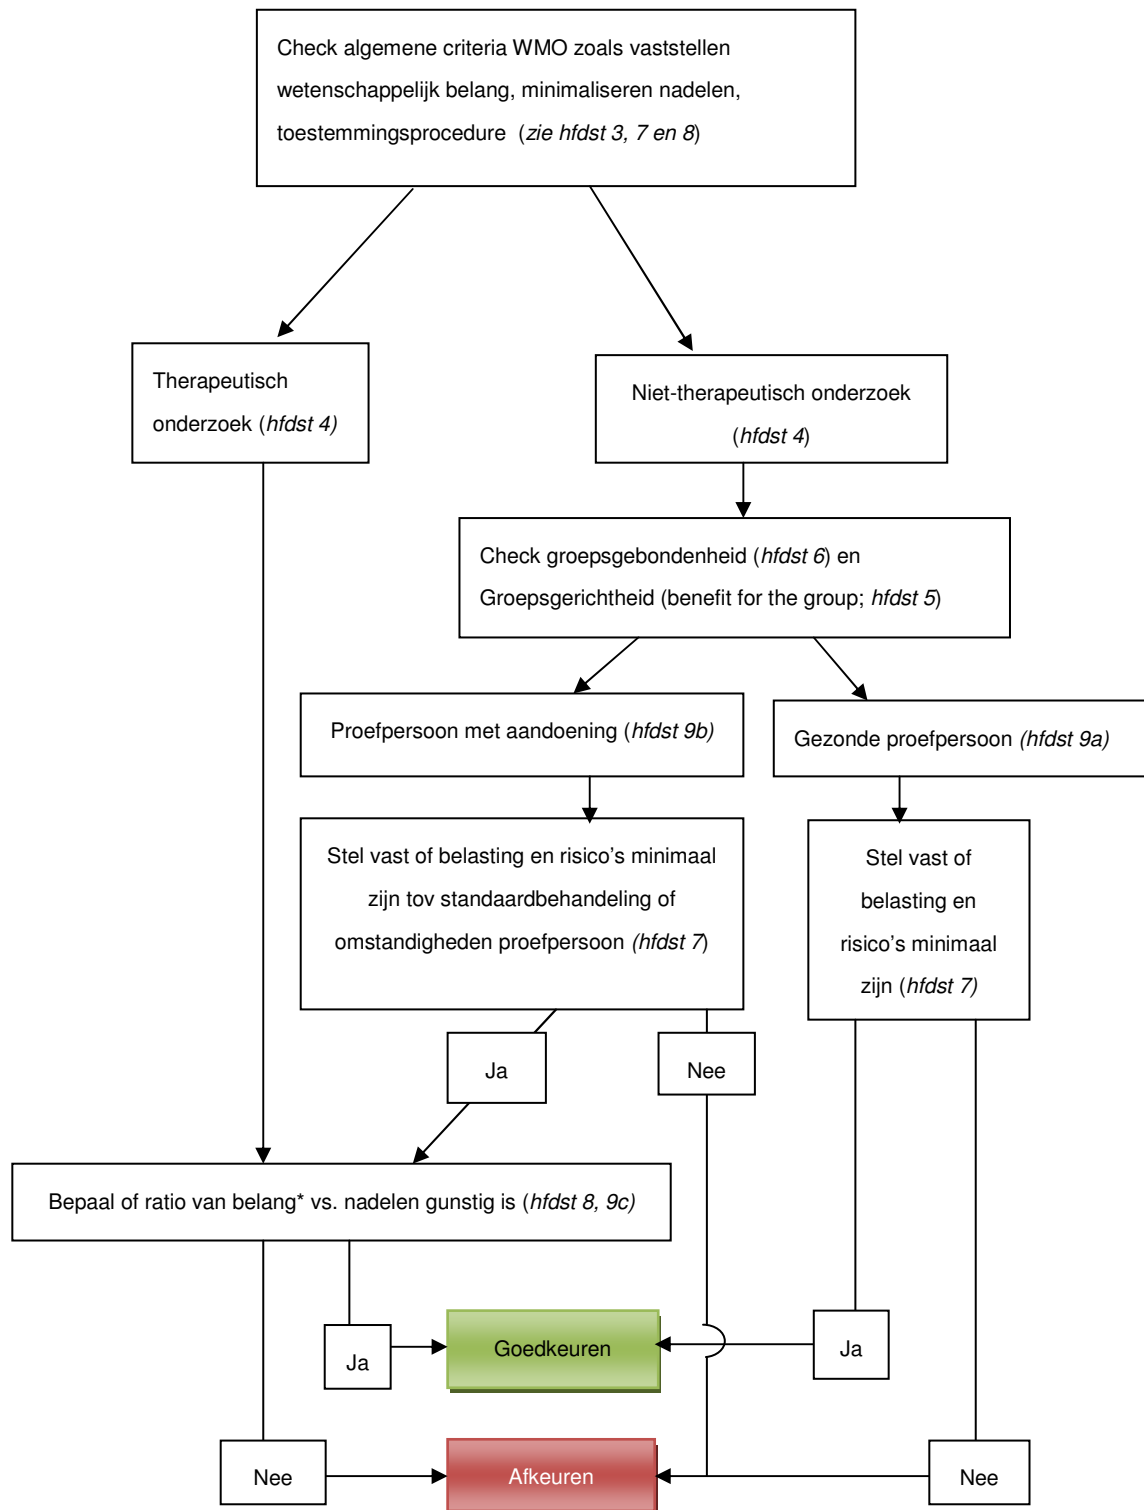 Check algemene criteria WMO zoals vaststellen
wetenschappelijk belang, minimaliseren nadelen,
toestemmingsprocedure (zie hfdst 3, 7 en 8)
Therapeutisch
onderzoek (hfdst 4)
Niet-therapeutisch onderzoek
(hfdst 4)
Check groepsgebondenheid (hfdst 6) en
Groepsgerichtheid (benefit for the group; hfdst 5)
Proefpersoon met aandoening (hfdst 9b)
Gezonde proefpersoon (hfdst 9a)
Stel vast of belasting en risico's minimaal
zijn tov standaardbehandeling of
omstandigheden proefpersoon (hfdst 7)
Stel vast of
belasting en
risico's minimaal
zijn (hfdst 7)
Ja
Nee
Bepaal of ratio van belang* vs. nadelen gunstig is (hfdst 8, 9c)
Ja
Goedkeuren
Ja
Nee
Afkeuren
Nee